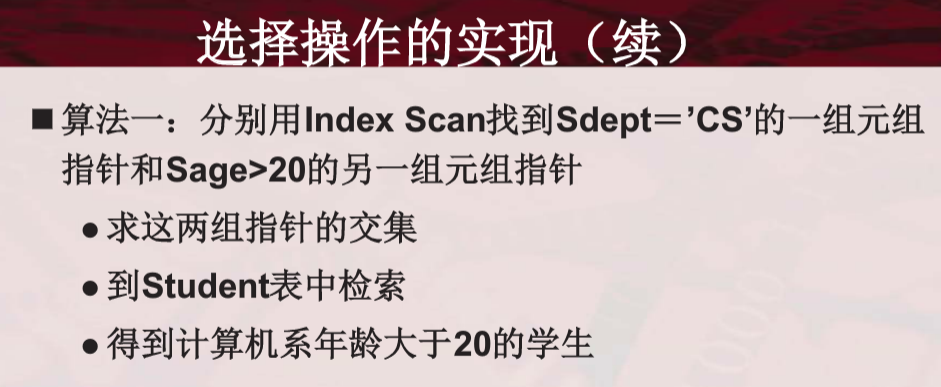 选择操作的实现（续）
■算法一：分别用Index Scan找到Sdept＝’CS’的一组元组
指针和Sage>20的另一组元组指针
●求这两组指针的交集
●到Student表中检索
●得到计算机系年龄大于20的学生